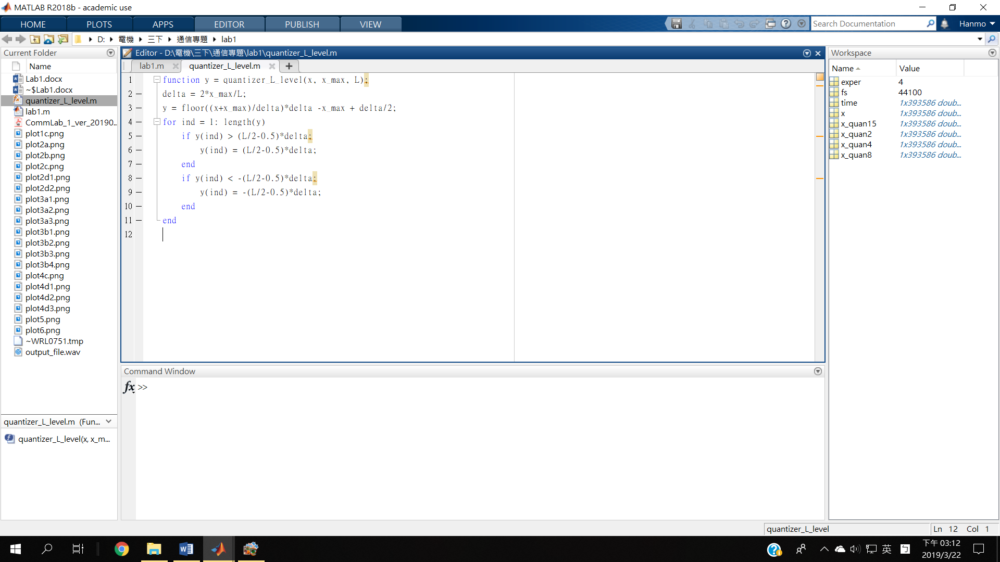 MATLAB R2018b - academic use
HOME
PLOTS
APPS
EDITOR
PUBLISH
VIEW
Search Documentation
Hanmo
D:
電機
三下
通信專題
lab1
Current Folder
Name
Lab1.docx
~$Lab1.docx
quantizer_L_level.m
lab1.m
CommLab_1_ver_20190...
plot1c.png
plot2a.png
plot2b.png
plot2c.png
plot2d1.png
plot2d2.png
plot3a1.png
plot3a2.png
plot3a3.png
plot3b1.png
plot3b2.png
plot3b3.png
plot3b4.png
plot4c.png
plot4d1.png
plot4d2.png
plot4d3.png
plot5.png
plot6.png
~WRL0751.tmp
output_file.wav
quantizer_L_level.m (Fun...
quantizer_L_level(x, x_m...
Editor - D:\電機\三下\通信專題\lab1\quantizer_L_level.m
lab1.m
quantizer_L_level.m
1 function y = quantizer_L_level(x, x_max, L);
2 delta = 2*x_max/L;
3 y = floor((x+x_max)/delta)*delta -x_max + delta/2;
4 for ind = 1: length(y)
5 if y(ind) > (L/2-0.5)*delta;
6 y(ind) = (L/2-0.5)*delta;
7 end
8 if y(ind) < -(L/2-0.5)*delta;
9 y(ind) = -(L/2-0.5)*delta;
10 end
11 end
12
Command Window
fx >>
Workspace
Name Value
exper 4
fs 44100
time 1x393586 doub...
x 1x393586 doub...
x_quan15 1x393586 doub...
x_quan2 1x393586 doub...
x_quan4 1x393586 doub...
x_quan8 1x393586 doub...
quantizer_L_level
Ln 12 Col 1
英
下午 03:12
2019/3/22